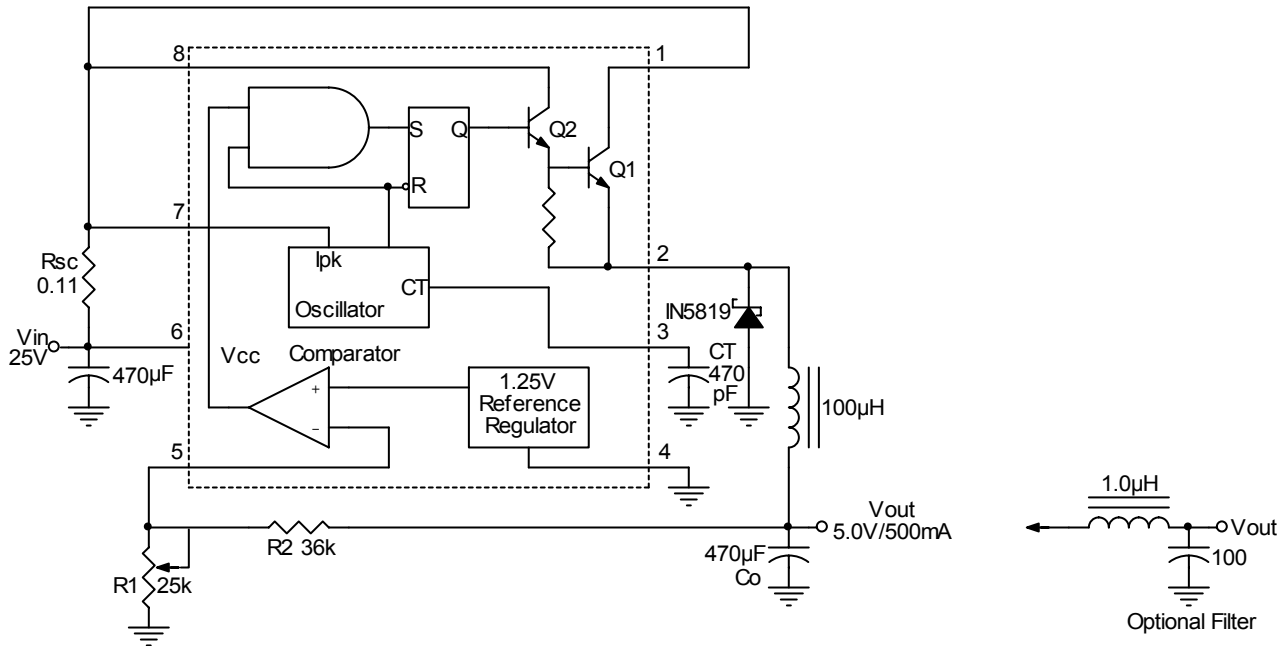 8
1
S
Q
Q2
Q1
R
7
2
Ipk
CT
Oscillator
Rsc
0.11
IN5819
Vin
25V
6
3
470µF
Vcc
Comparator
+
−
1.25V
Reference
Regulator
CT
470
pF
100µH
5
4
R2 36k
Vout
5.0V/500mA
470µF
Co
R1
25k
1.0µH
Vout
100
Optional Filter